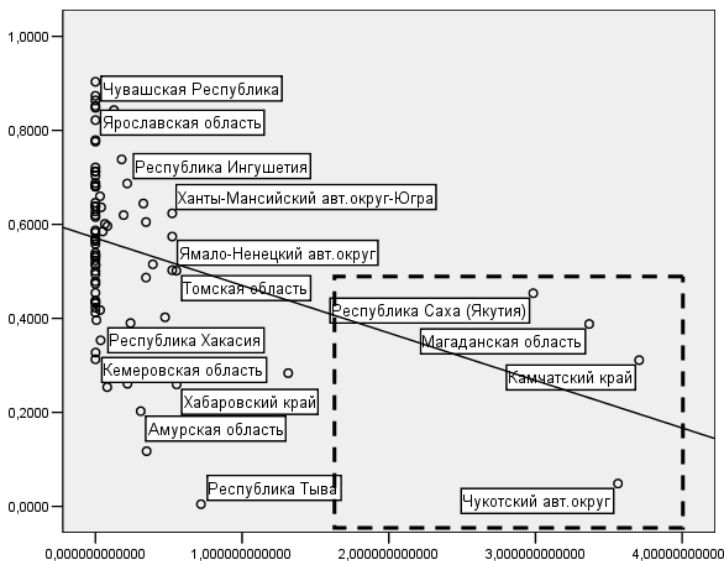 1,0000
Чувашская Республика
0,8000
Ярославская область
Республика Ингушетия
Ханты-Мансийский авт.округ-Югра
0,6000
Ямало-Ненецкий авт.округ
Томская область
Республика Саха (Якутия)
0,4000
Республика Хакасия
Магаданская область
Кемеровская область
Камчатский край
Хабаровский край
0,2000
Амурская область
Республика Тыва
Чукотский авт.округ
0,0000
0,000000000000 1,000000000000 2,000000000000 3,000000000000 4,000000000000